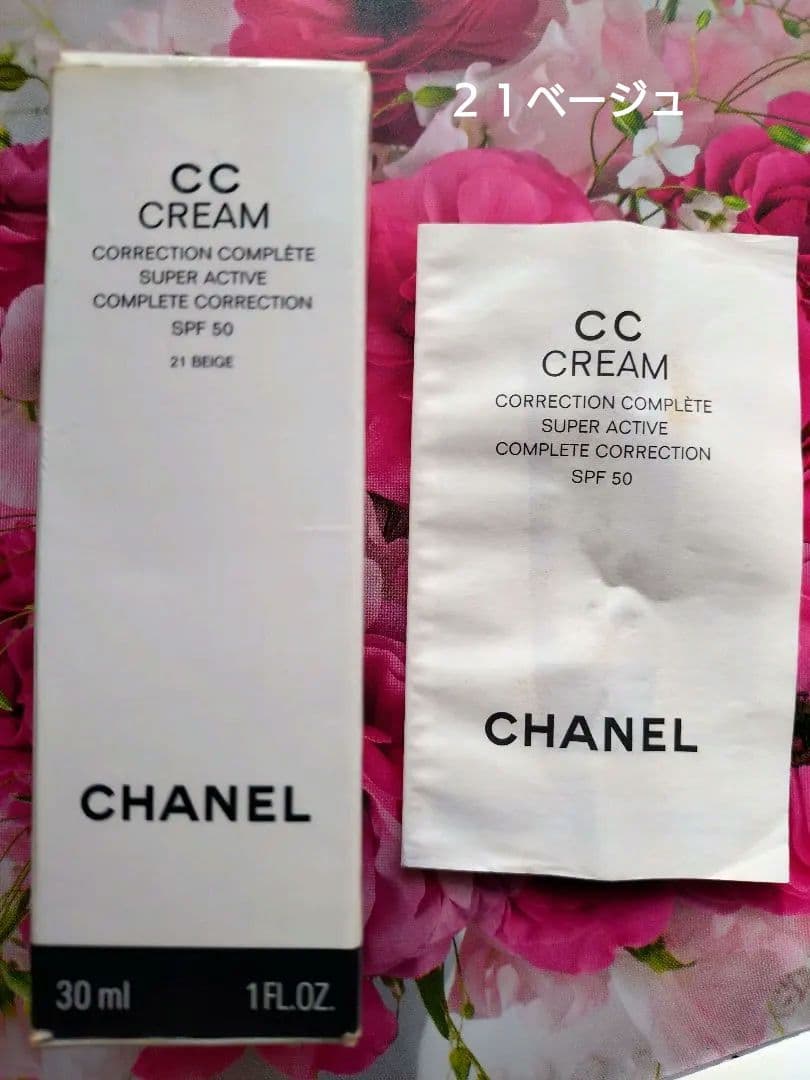 ２１ベージュ
CC
CREAM
CORRECTION COMPLÈTE
SUPER ACTIVE
COMPLETE CORRECTION
SPF 50
21 BEIGE
CHANEL
30 ml 1FL.OZ.
CC
CREAM
CORRECTION COMPLÈTE
SUPER ACTIVE
COMPLETE CORRECTION
SPF 50
CHANEL